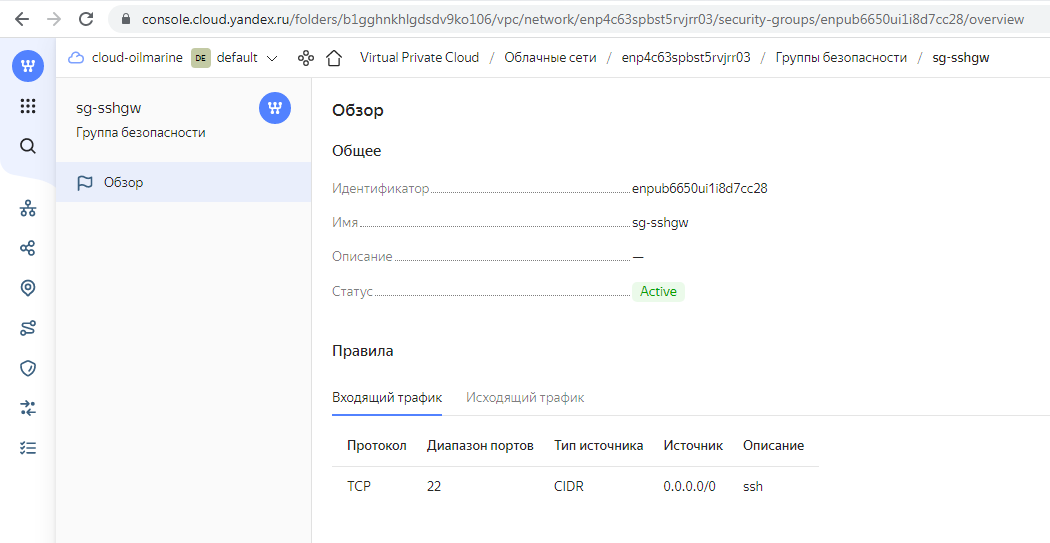 console.cloud.yandex.ru/folders/b1gghnkhlgdsdv9ko106/vpc/network/enp4c63spbst5rvjrr03/security-groups/enpub6650ui1i8d7cc28/overview
cloud-oilmarine DE default Virtual Private Cloud / Облачные сети / enp4c63spbst5rvjrr03 / Группы безопасности / sg-sshgw
sg-sshgw
Группа безопасности
Обзор
Обзор
Общее
Идентификатор enpub6650ui1i8d7cc28
Имя sg-sshgw
Описание —
Статус Active
Правила
Входящий трафик Исходящий трафик
Протокол Диапазон портов Тип источника Источник Описание
TCP 22 CIDR 0.0.0.0/0 ssh